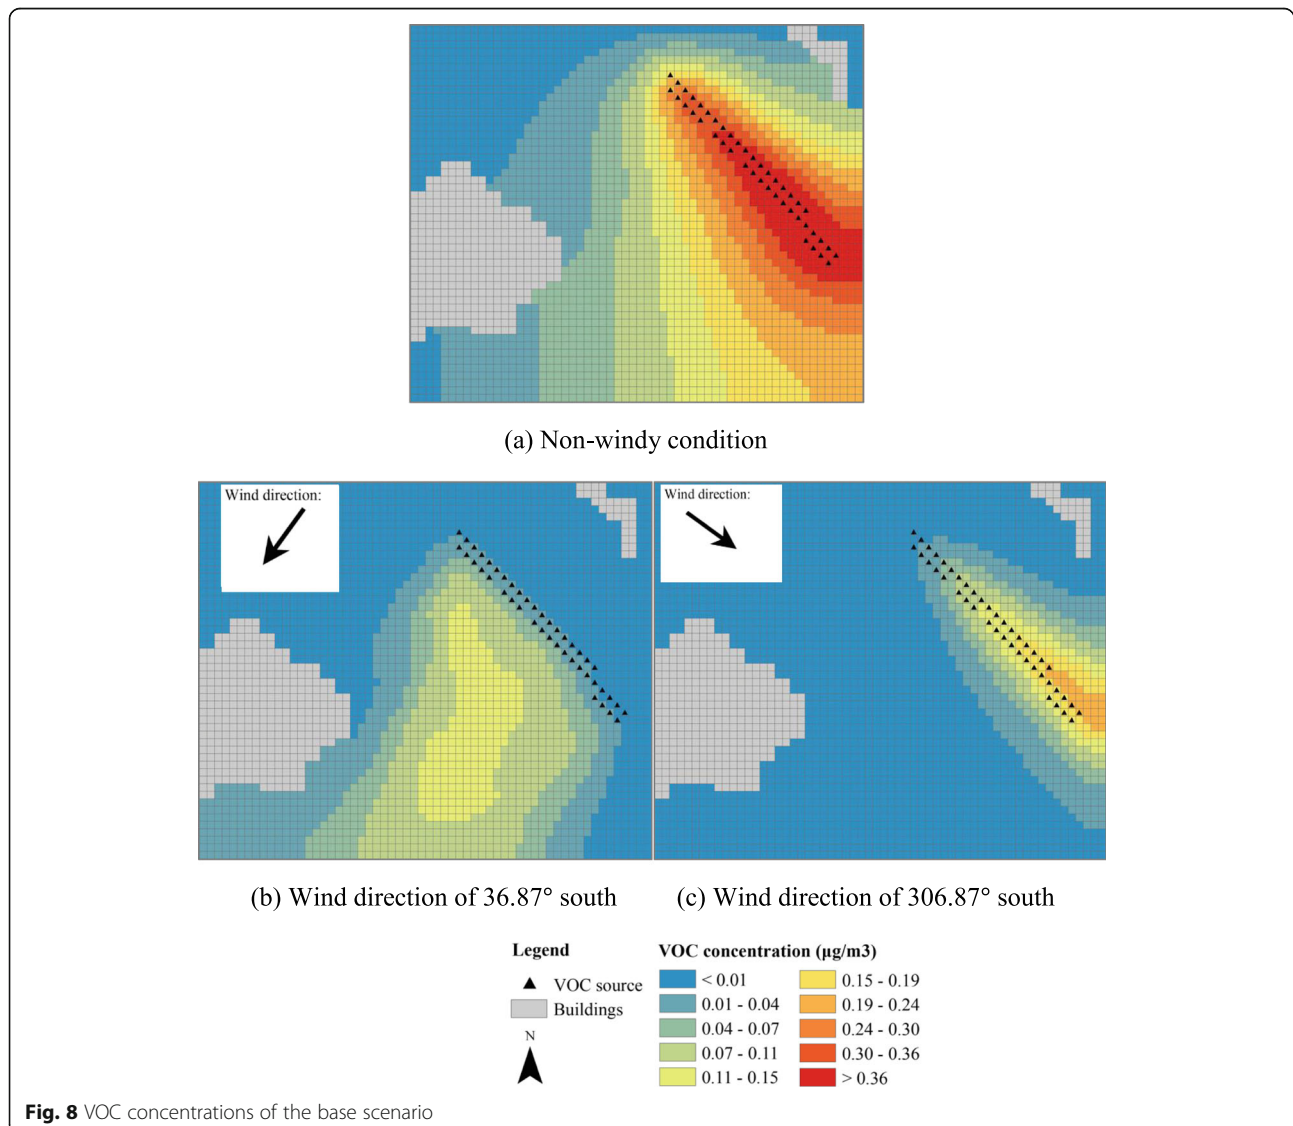 (a) Non-windy condition
Wind direction:
Wind direction:
(b) Wind direction of 36.87° south
(c) Wind direction of 306.87° south
Legend
VOC source
Buildings
N
VOC concentration (µg/m3)
< 0.01
0.01 - 0.04
0.04 - 0.07
0.07 - 0.11
0.11 - 0.15
0.15 - 0.19
0.19 - 0.24
0.24 - 0.30
0.30 - 0.36
> 0.36
Fig. 8 VOC concentrations of the base scenario